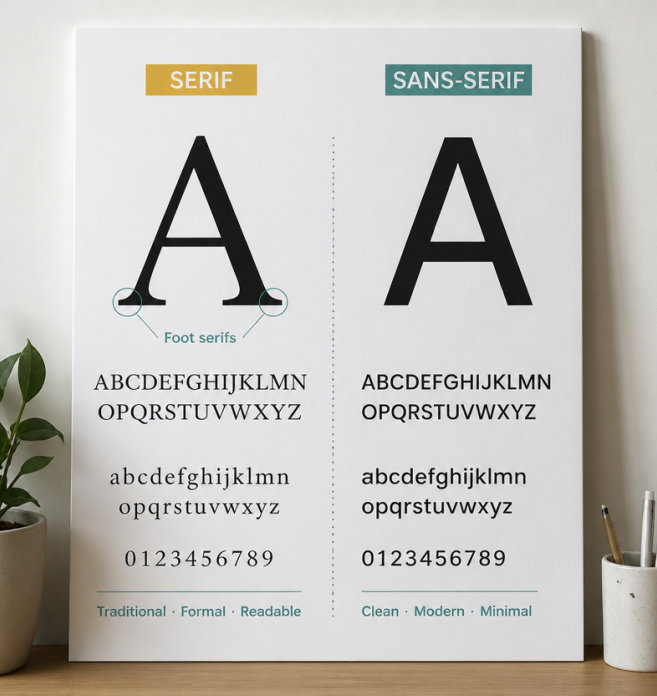 SERIF
A
Foot serifs
ABCDEFGHIJKLMN
OPQRSTUVWXYZ
abcdefghijklmn
opqrstuvwxyz
0123456789
Traditional · Formal · Readable
SANS-SERIF
A
ABCDEFGHIJKLMN
OPQRSTUVWXYZ
abcdefghijklmn
opqrstuvwxyz
0123456789
Clean · Modern · Minimal